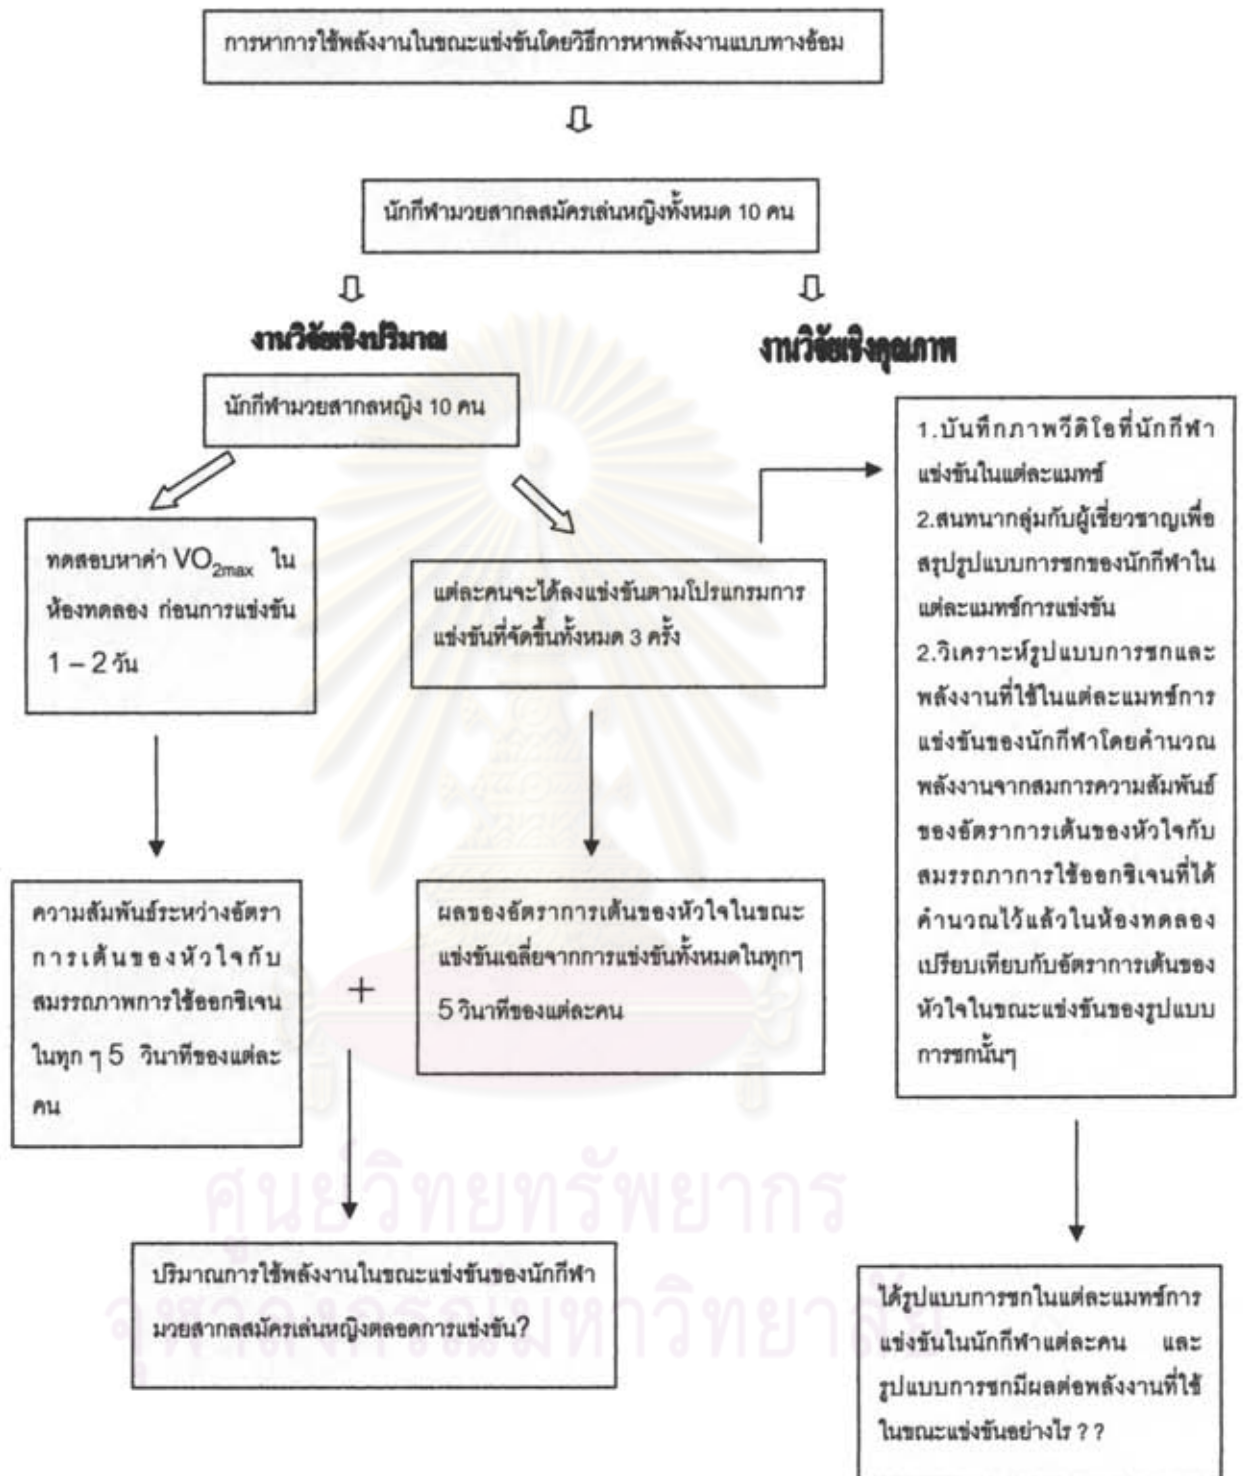 การหาการใช้พลังงานในขณะแข่งขันโดยวิธีการหาพลังงานแบบทางอ้อม
นักกีฬามวยสากลสมัครเล่นหญิงทั้งหมด 10 คน
งานวิจัยเชิงปริมาณ
นักกีฬามวยสากลหญิง 10 คน
ทดสอบหาค่า VO2max ใน
ห้องทดลอง ก่อนการแข่งขัน
1 – 2 วัน
แต่ละคนจะได้ลงแข่งขันตามโปรแกรมการ
แข่งขันที่จัดขึ้นทั้งหมด 3 ครั้ง
ความสัมพันธ์ระหว่างอัตรา
การเต้นของหัวใจกับ
สมรรถภาพการใช้ออกซิเจน
ในทุก ๆ 5 วินาทีของแต่ละ
คน
+
ผลของอัตราการเต้นของหัวใจในขณะ
แข่งขันเฉลี่ยจากการแข่งขันทั้งหมดในทุกๆ
5 วินาทีของแต่ละคน
ปริมาณการใช้พลังงานในขณะแข่งขันของนักกีฬา
มวยสากลสมัครเล่นหญิงตลอดการแข่งขัน?
งานวิจัยเชิงคุณภาพ
1.บันทึกภาพวีดิโอที่นักกีฬา
แข่งขันในแต่ละแมทช์
2.สนทนากลุ่มกับผู้เชี่ยวชาญเพื่อ
สรุปรูปแบบการชกของนักกีฬาใน
แต่ละแมทช์การแข่งขัน
2.วิเคราะห์รูปแบบการชกและ
พลังงานที่ใช้ในแต่ละแมทช์การ
แข่งขันของนักกีฬาโดยคำนวณ
พลังงานจากสมการความสัมพันธ์
ของอัตราการเต้นของหัวใจกับ
สมรรถภาการใช้ออกซิเจนที่ได้
คำนวณไว้แล้วในห้องทดลอง
เปรียบเทียบกับอัตราการเต้นของ
หัวใจในขณะแข่งขันของรูปแบบ
การชกนั้นๆ
ได้รูปแบบการชกในแต่ละแมทช์การ
แข่งขันในนักกีฬาแต่ละคน และ
รูปแบบการชกมีผลต่อพลังงานที่ใช้
ในขณะแข่งขันอย่างไร ? ?
ศูนย์วิทยทรัพยากร
จุฬาลงกรณ์มหาวิทยาลัย